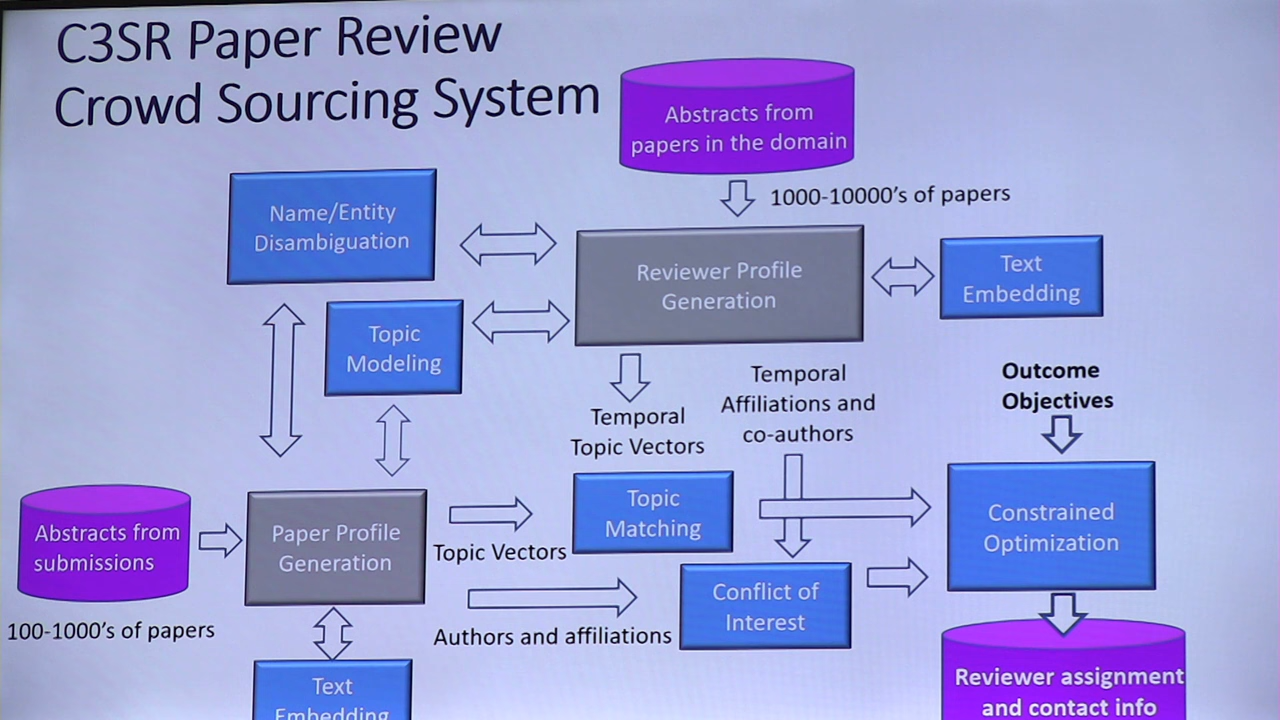 C3SR Paper Review
Crowd Sourcing System
Abstracts from
papers in the domain
1000-10000's of papers
Name/Entity
Disambiguation
Reviewer Profile
Generation
Text
Embedding
Topic
Modeling
Temporal
Topic Vectors
Temporal
Affiliations and
co-authors
Outcome
Objectives
Abstracts from
submissions
100-1000's of papers
Paper Profile
Generation
Topic Vectors
Topic
Matching
Constrained
Optimization
Authors and affiliations
Conflict of
Interest
Text
Embedding
Reviewer assignment
and contact info